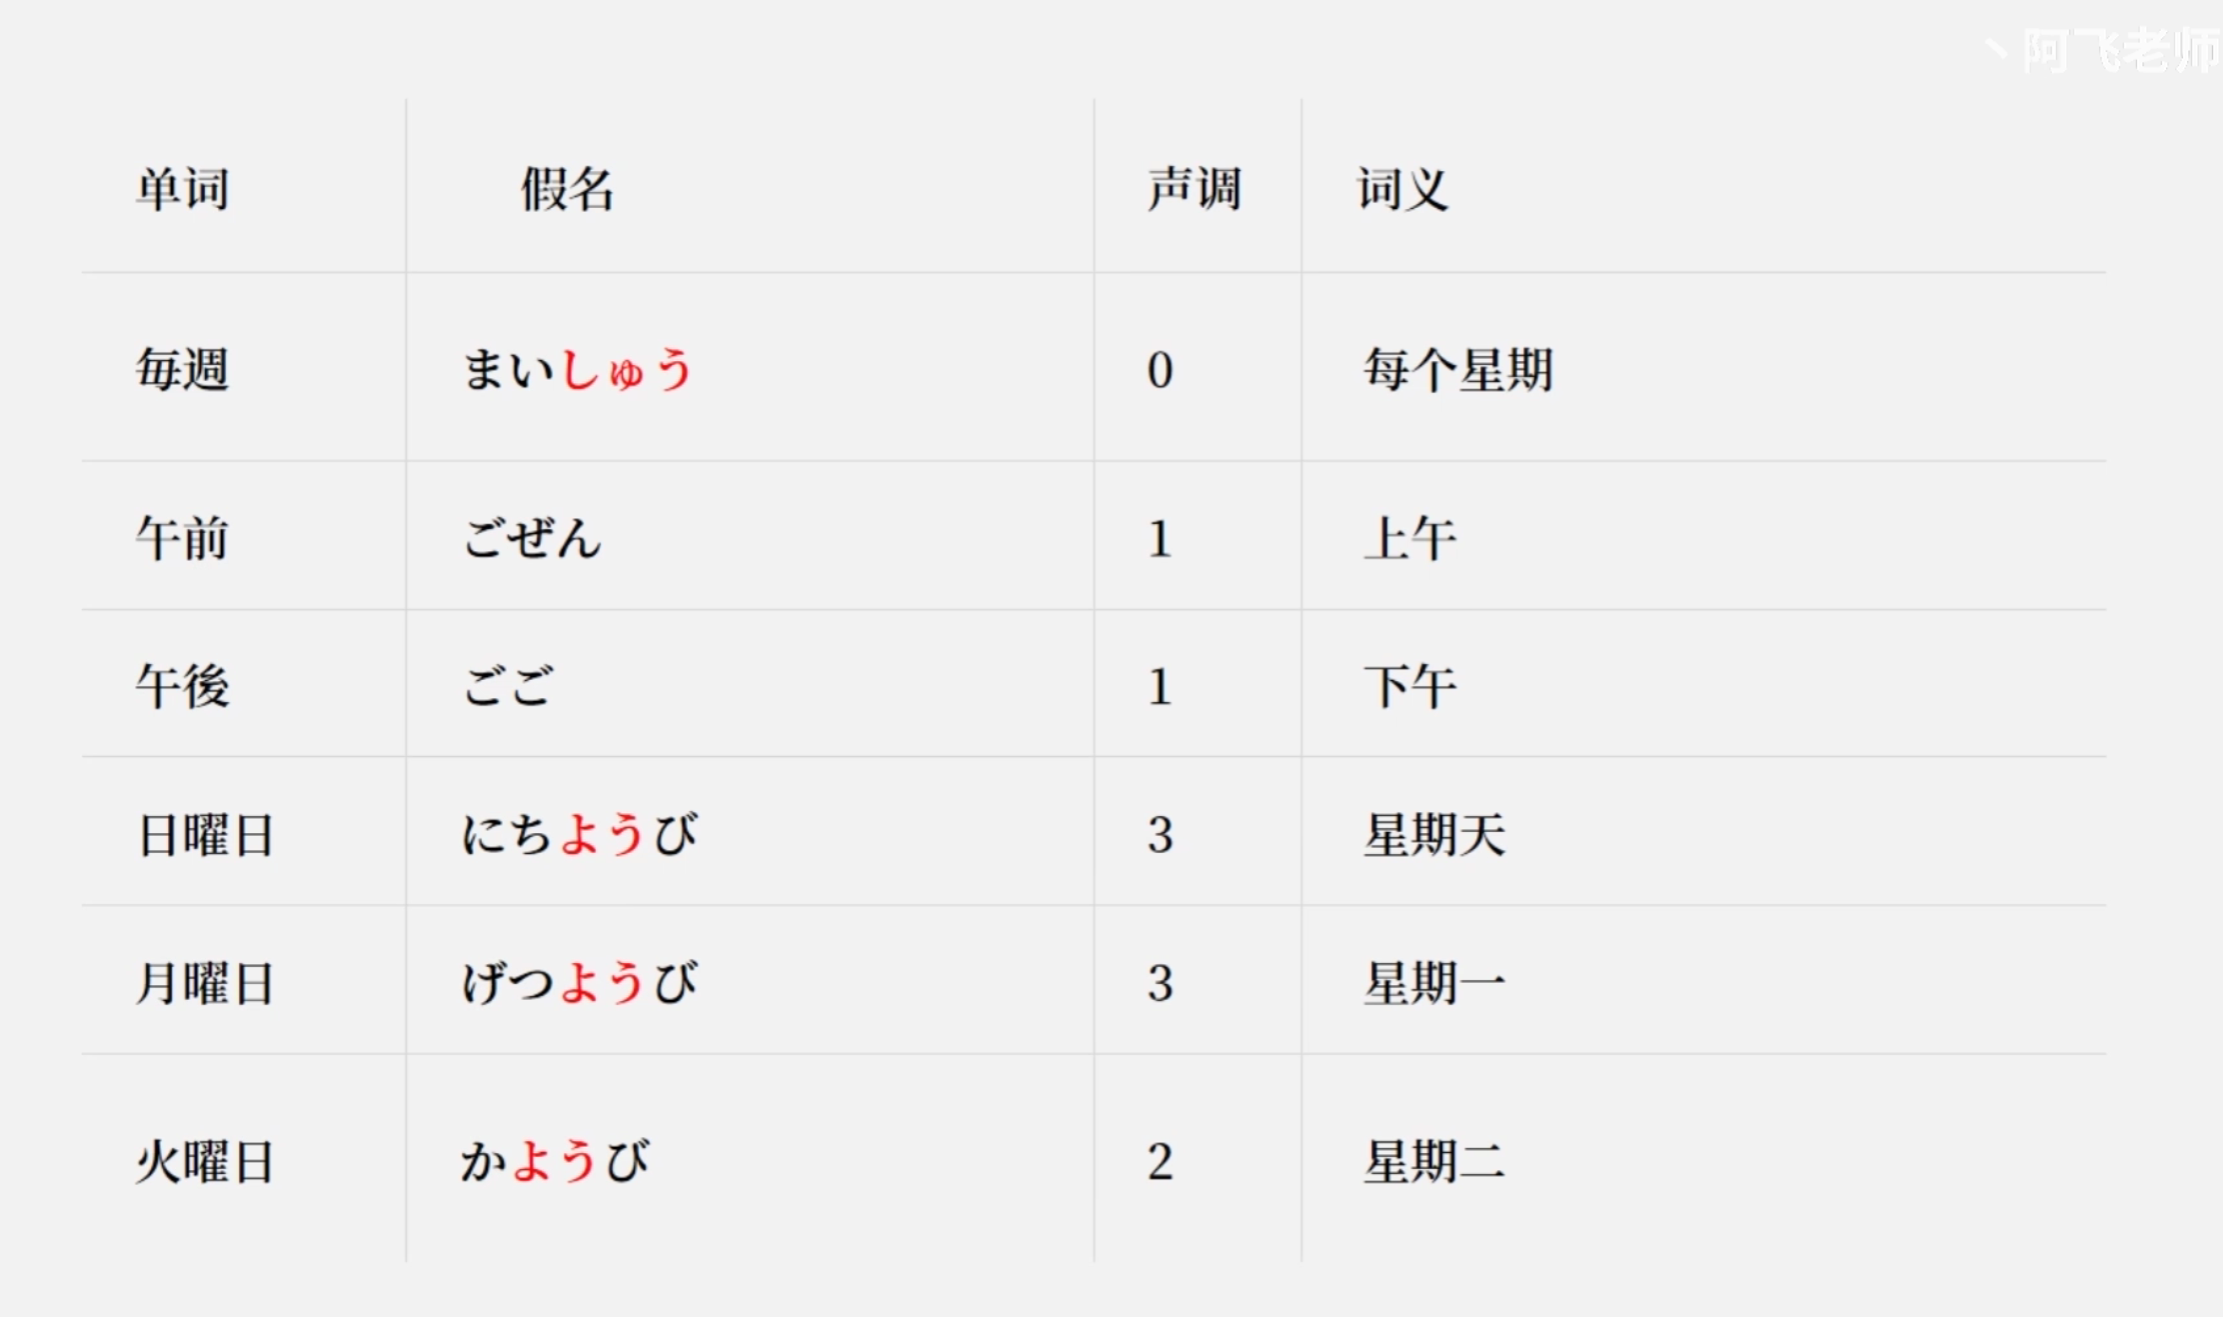 丶阿飞老师
单词 假名 声调 词义
毎週 まいしゅう 0 每个星期
午前 ごぜん 1 上午
午後 ごご 1 下午
日曜日 にちようび 3 星期天
月曜日 げつようび 3 星期一
火曜日 かようび 2 星期二